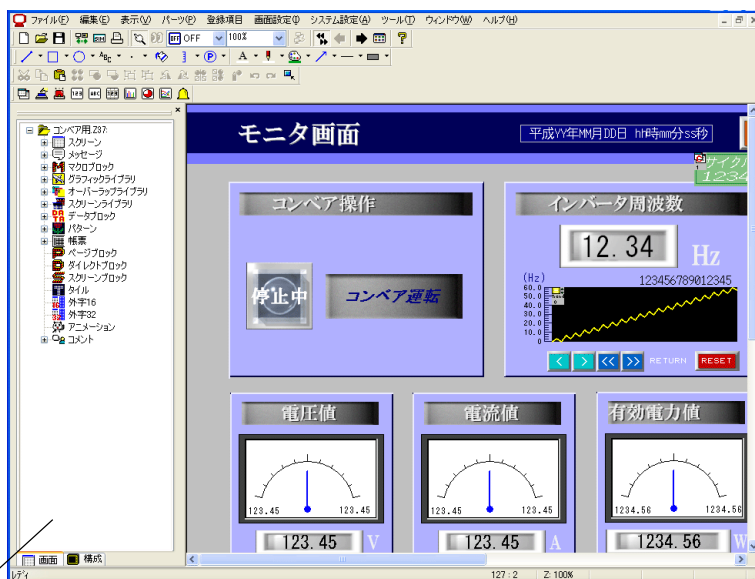 ファイル(F) 編集(E) 表示(V) パーツ(P) 登録項目 画面設定(I) システム設定(A) ツール(T) ウィンドウ(W) ヘルプ(H)
OFF 100%
ABC A
コンベア用.Z37:
スクリーン
メッセージ
マクロブロック
グラフィックライブラリ
オーバーラップライブラリ
スクリーンライブラリ
データブロック
パターン
帳票
ページブロック
ダイレクトブロック
スクリーンブロック
タイル
外字16
外字32
アニメーション
コメント
画面 構成
モニタ画面
平成YY年MM月DD日 hh時mm分ss秒
サイクル
1234
コンベア操作
停止中
コンベア運転
インバータ周波数
12.34 Hz
(Hz) 123456789012345
60.0
50.0
40.0
30.0
20.0
10.0
0
< > << >> RETURN RESET
電圧値
123.45 123.45
123.45 V
電流値
123.45 123.45
123.45 A
有効電力値
1234.56 1234.56
1234.56 W
レディ 127 : 2 Z: 100%